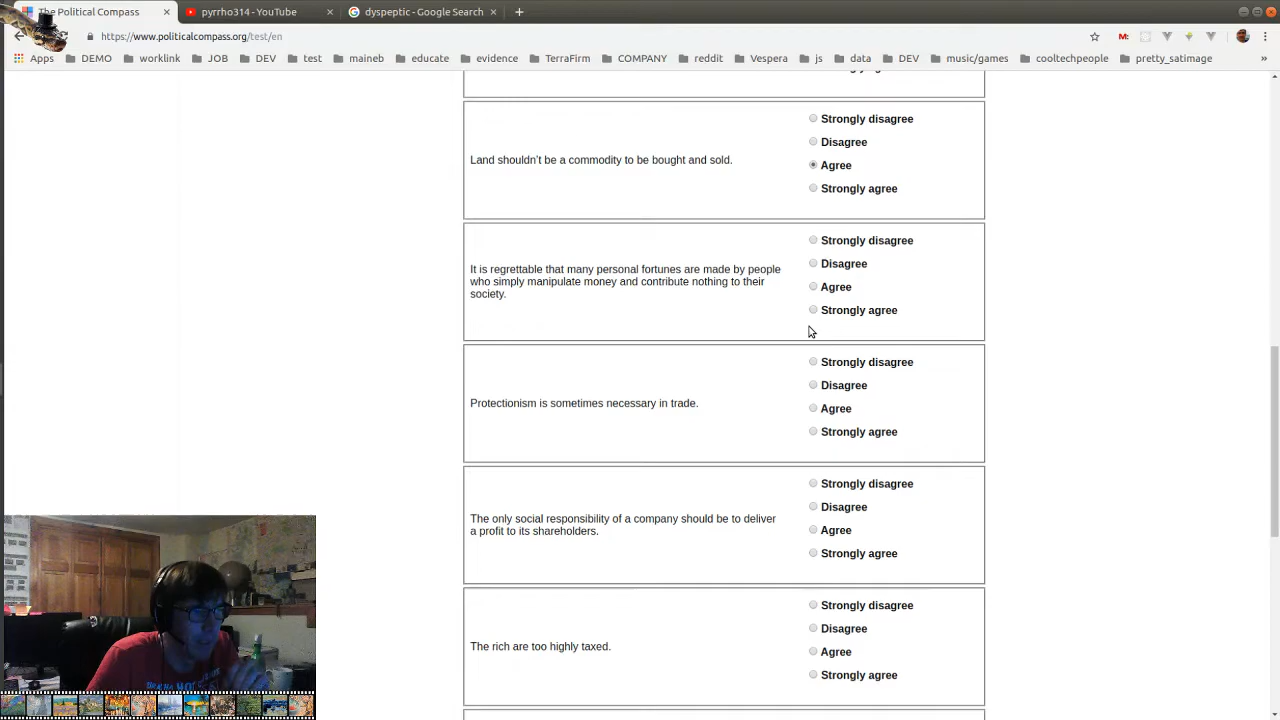 The Political Compass
pyrrho314 - YouTube
dyspeptic - Google Search
https://www.politicalcompass.org/test/en
Apps
DEMO
worklink
JOB
DEV
test
maineb
educate
evidence
TerraFirm
COMPANY
reddit
Vespera
js
data
DEV
music/games
cooltechpeople
pretty_satimage
»
Land shouldn't be a commodity to be bought and sold.
Strongly disagree
Disagree
Agree
Strongly agree
It is regrettable that many personal fortunes are made by people
who simply manipulate money and contribute nothing to their
society.
Strongly disagree
Disagree
Agree
Strongly agree
Protectionism is sometimes necessary in trade.
Strongly disagree
Disagree
Agree
Strongly agree
The only social responsibility of a company should be to deliver
a profit to its shareholders.
Strongly disagree
Disagree
Agree
Strongly agree
The rich are too highly taxed.
Strongly disagree
Disagree
Agree
Strongly agree